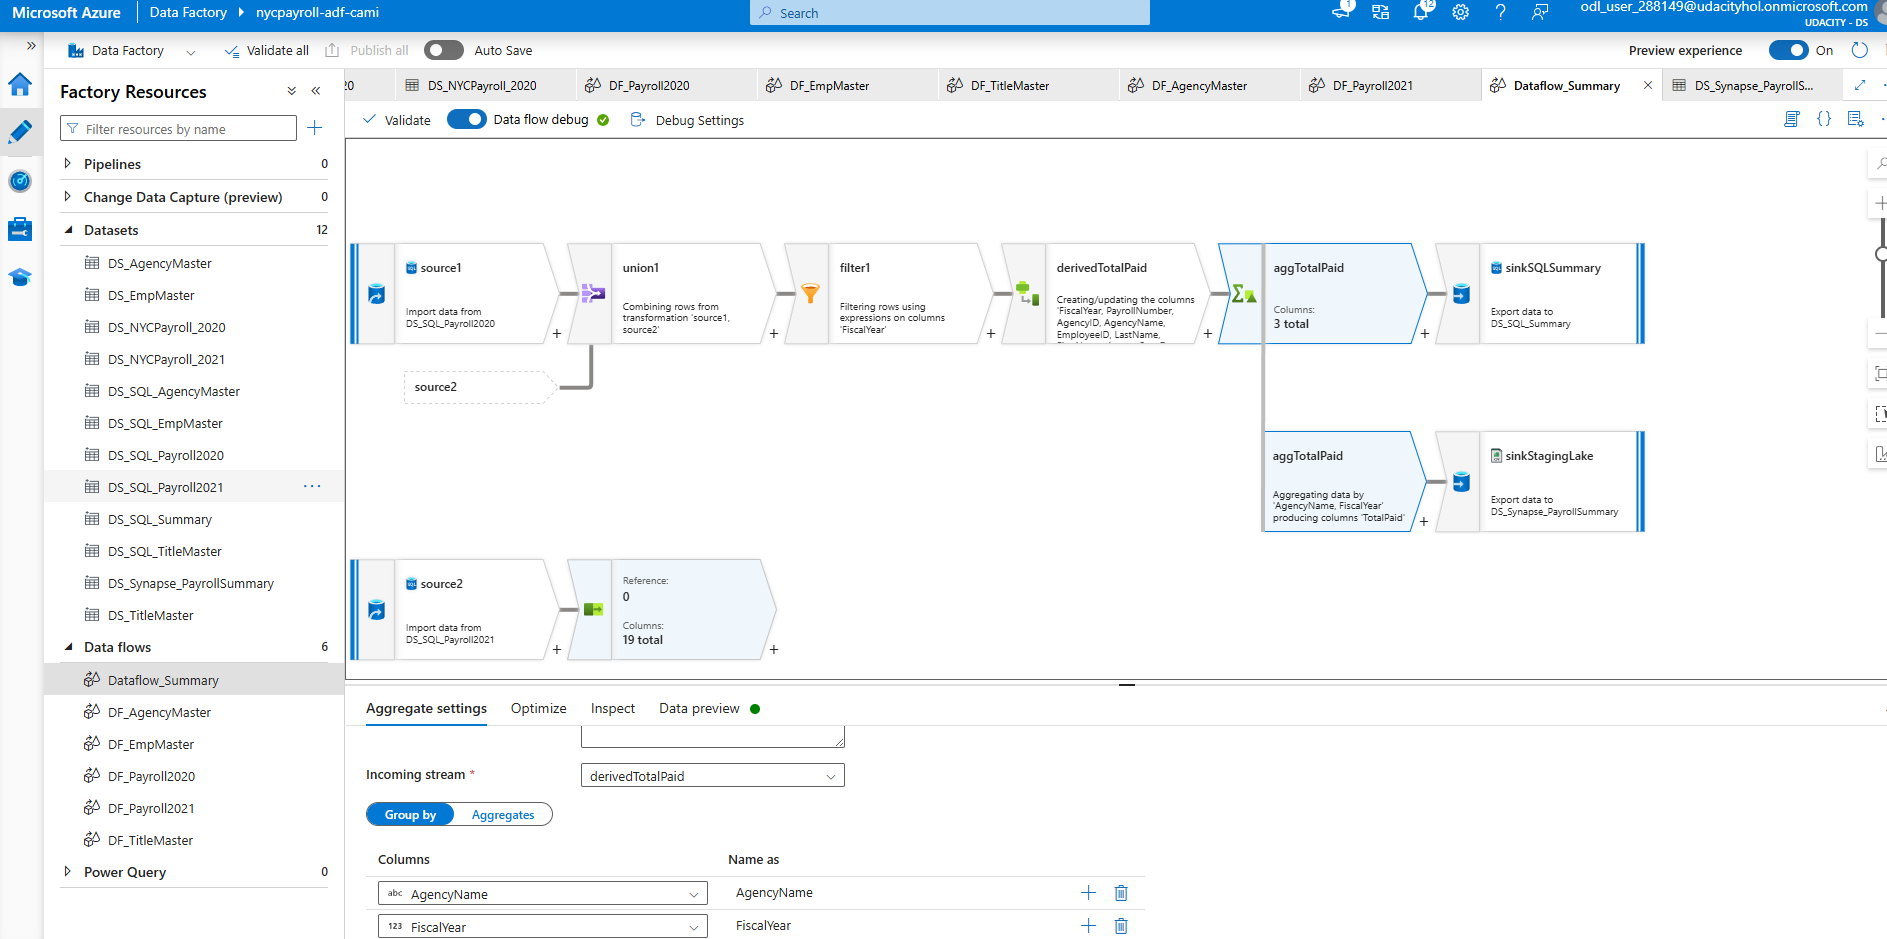 Microsoft Azure
Data Factory
nycpayroll-adf-cami
Search
1
12
odl_user_288149@udacityhol.onmicrosoft.com
UDACITY - DS
Data Factory
Validate all
Publish all
Auto Save
Preview experience
On
Factory Resources
Filter resources by name
Pipelines 0
Change Data Capture (preview) 0
Datasets 12
DS_AgencyMaster
DS_EmpMaster
DS_NYCPayroll_2020
DS_NYCPayroll_2021
DS_SQL_AgencyMaster
DS_SQL_EmpMaster
DS_SQL_Payroll2020
DS_SQL_Payroll2021
DS_SQL_Summary
DS_SQL_TitleMaster
DS_Synapse_PayrollSummary
DS_TitleMaster
Data flows 6
Dataflow_Summary
DF_AgencyMaster
DF_EmpMaster
DF_Payroll2020
DF_Payroll2021
DF_TitleMaster
Power Query 0
20
DS_NYCPayroll_2020
DF_Payroll2020
DF_EmpMaster
DF_TitleMaster
DF_AgencyMaster
DF_Payroll2021
Dataflow_Summary
DS_Synapse_PayrollS...
Validate
Data flow debug
Debug Settings
source1
Import data from
DS_SQL_Payroll2020
union1
Combining rows from
transformation 'source1,
source2'
filter1
Filtering rows using
expressions on columns
'FiscalYear'
derivedTotalPaid
Creating/updating the columns
'FiscalYear, PayrollNumber,
AgencyID, AgencyName,
EmployeeID, LastName,
aggTotalPaid
Columns:
3 total
sinkSQLSummary
Export data to
DS_SQL_Summary
source2
aggTotalPaid
Aggregating data by
'AgencyName, FiscalYear'
producing columns 'TotalPaid'
sinkStagingLake
Export data to
DS_Synapse_PayrollSummary
source2
Import data from
DS_SQL_Payroll2021
Reference:
0
Columns:
19 total
Aggregate settings
Optimize
Inspect
Data preview
Incoming stream *
derivedTotalPaid
Group by
Aggregates
Columns
Name as
abc AgencyName
AgencyName
123 FiscalYear
FiscalYear